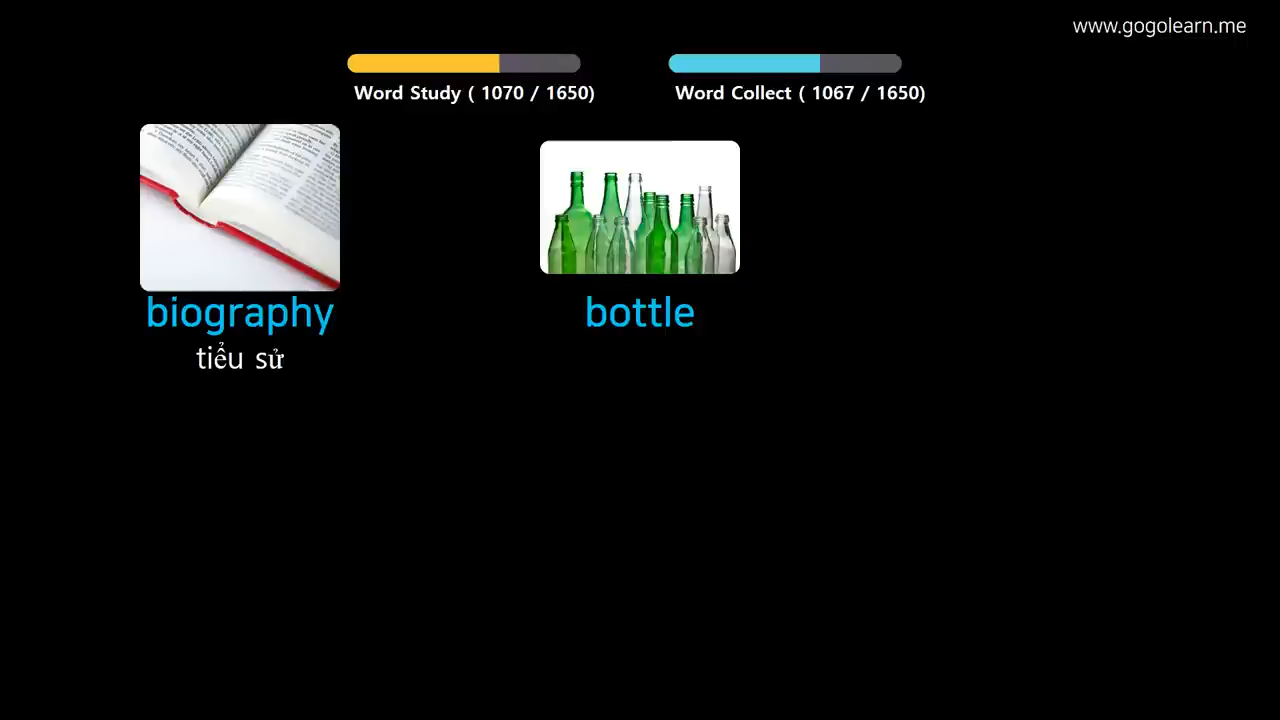 www.gogolearn.me
Word Study ( 1070 / 1650)
Word Collect ( 1067 / 1650)
biography
tiểu sử
bottle